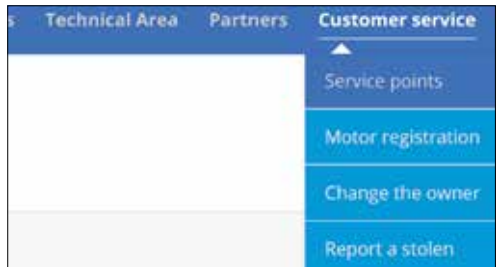 s Technical Area Partners Customer service
Service points
Motor registration
Change the owner
Report a stolen